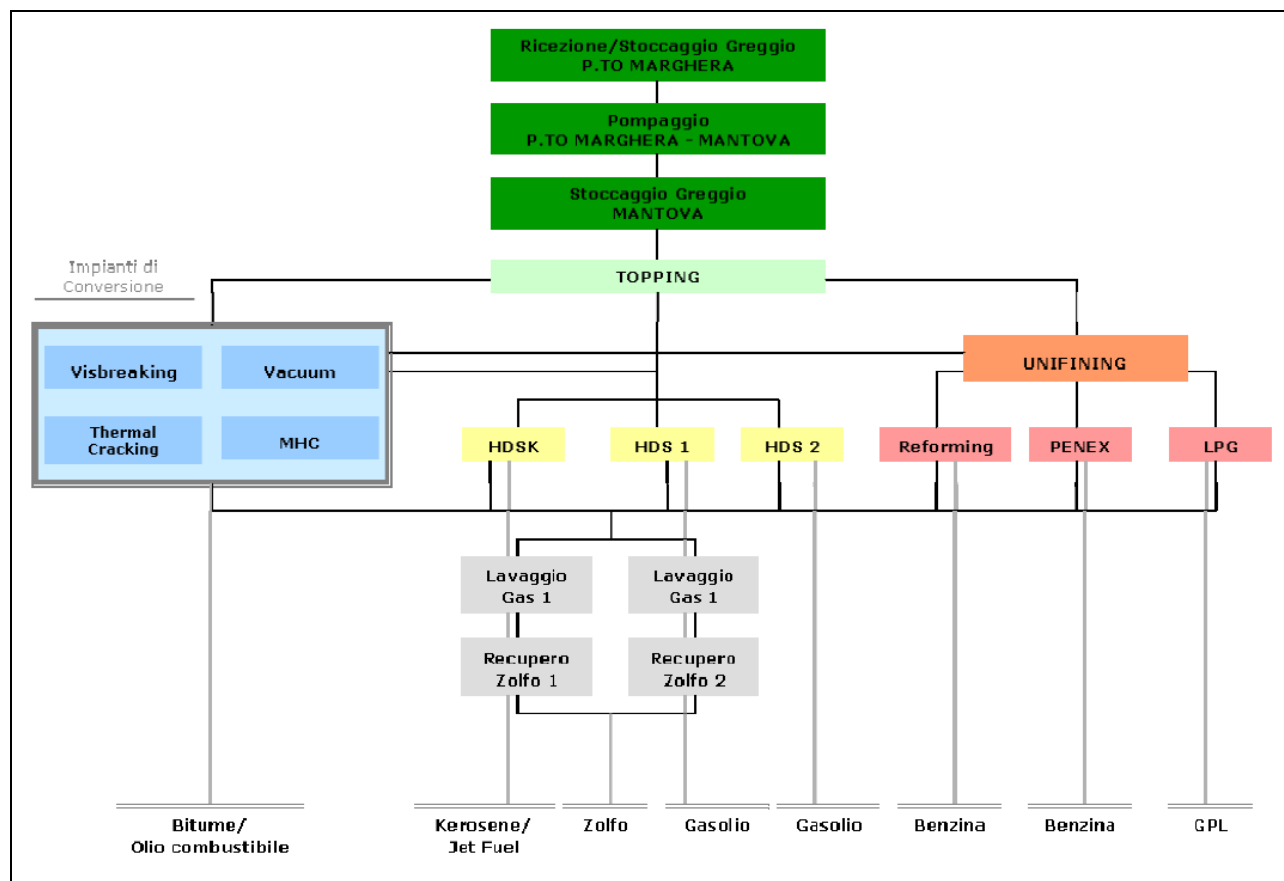 Ricezione/Stoccaggio Greggio
P.TO MARGHERA
Pompaggio
P.TO MARGHERA - MANTOVA
Stoccaggio Greggio
MANTOVA
Impianti di
Conversione
TOPPING
Visbreaking
Vacuum
UNIFINING
Thermal
Cracking
MHC
HDSK
HDS 1
HDS 2
Reforming
PENEX
LPG
Lavaggio
Gas 1
Lavaggio
Gas 1
Recupero
Zolfo 1
Recupero
Zolfo 2
Bitume/
Olio combustibile
Kerosene/
Jet Fuel
Zolfo
Gasolio
Gasolio
Benzina
Benzina
GPL